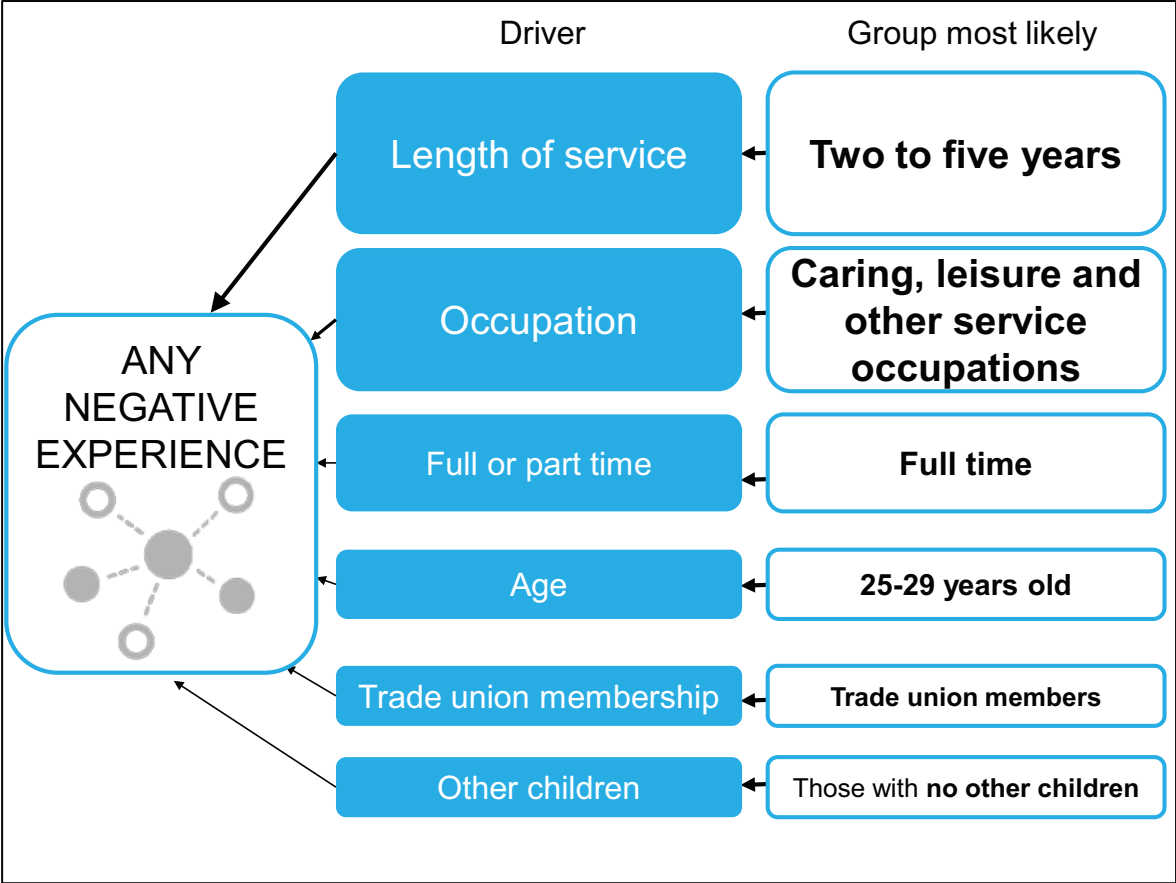 Driver
Group most likely
Length of service
Two to five years
Occupation
Caring, leisure and
other service
occupations
ANY
NEGATIVE
EXPERIENCE
Full or part time
Full time
Age
25-29 years old
Trade union membership
Trade union members
Other children
Those with no other children